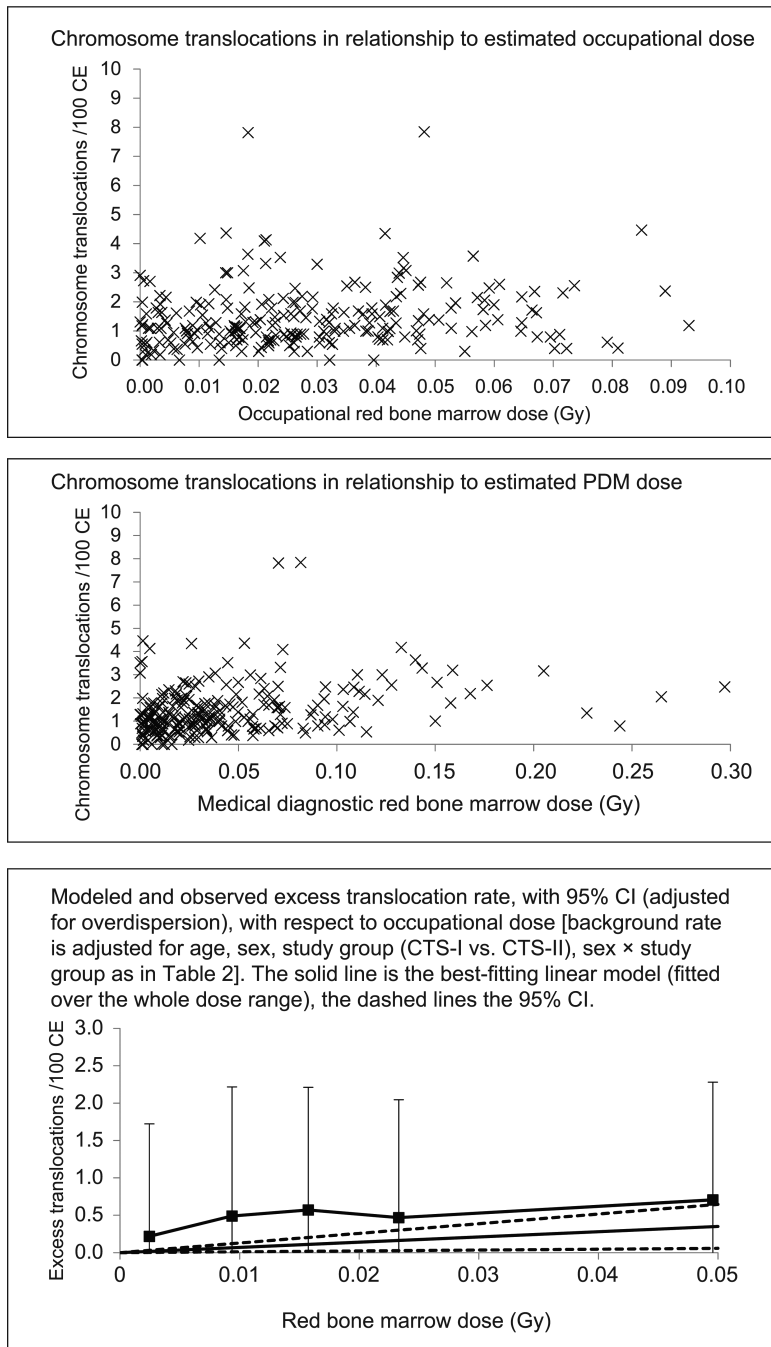 Chromosome translocations in relationship to estimated occupational dose
Chromosome translocations /100 CE
10
9
8
7
6
5
4
3
2
1
0
0.00 0.01 0.02 0.03 0.04 0.05 0.06 0.07 0.08 0.09 0.10
Occupational red bone marrow dose (Gy)
Chromosome translocations in relationship to estimated PDM dose
Chromosome translocations /100 CE
10
9
8
7
6
5
4
3
2
1
0
0.00 0.05 0.10 0.15 0.20 0.25 0.30
Medical diagnostic red bone marrow dose (Gy)
Modeled and observed excess translocation rate, with 95% CI (adjusted
for overdispersion), with respect to occupational dose [background rate
is adjusted for age, sex, study group (CTS-I vs. CTS-II), sex × study
group as in Table 2]. The solid line is the best-fitting linear model (fitted
over the whole dose range), the dashed lines the 95% CI.
Excess translocations /100 CE
3.0
2.5
2.0
1.5
1.0
0.5
0.0
0 0.01 0.02 0.03 0.04 0.05
Red bone marrow dose (Gy)